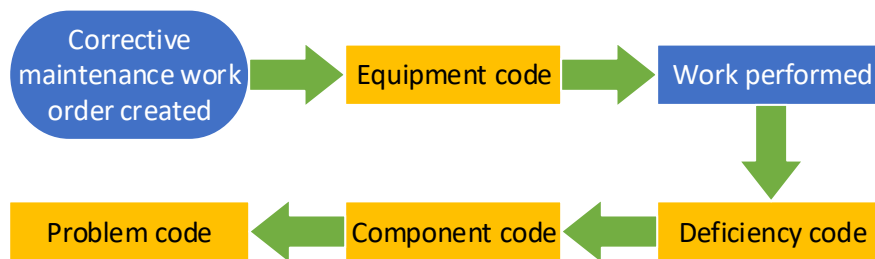 Corrective
maintenance work
order created
Equipment code
Work performed
Deficiency code
Component code
Problem code